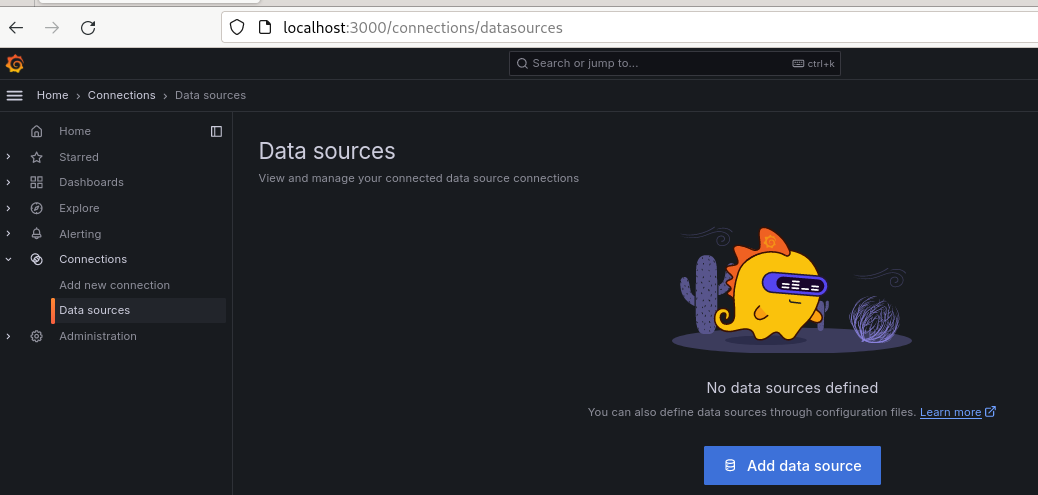 localhost:3000/connections/datasources
Search or jump to...
ctrl+k
Home › Connections › Data sources
Home
Starred
Dashboards
Explore
Alerting
Connections
Add new connection
Data sources
Administration
Data sources
View and manage your connected data source connections
No data sources defined
You can also define data sources through configuration files. Learn more
Add data source